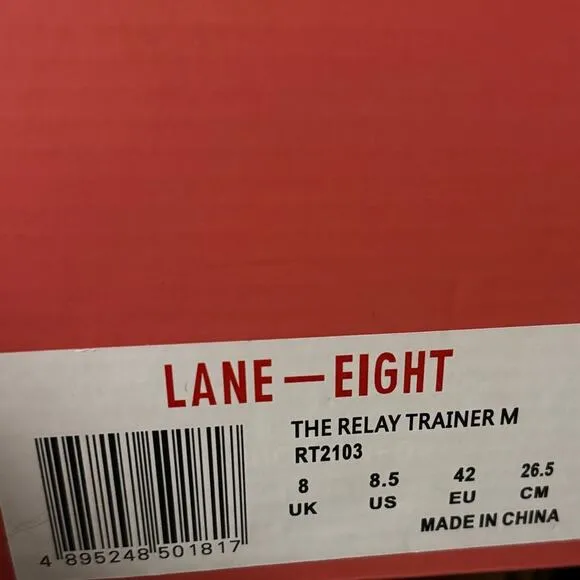 LANE—EIGHT
THE RELAY TRAINER M
RT2103
8 8.5 42 26.5
UK US EU CM
MADE IN CHINA
4 895248 501817